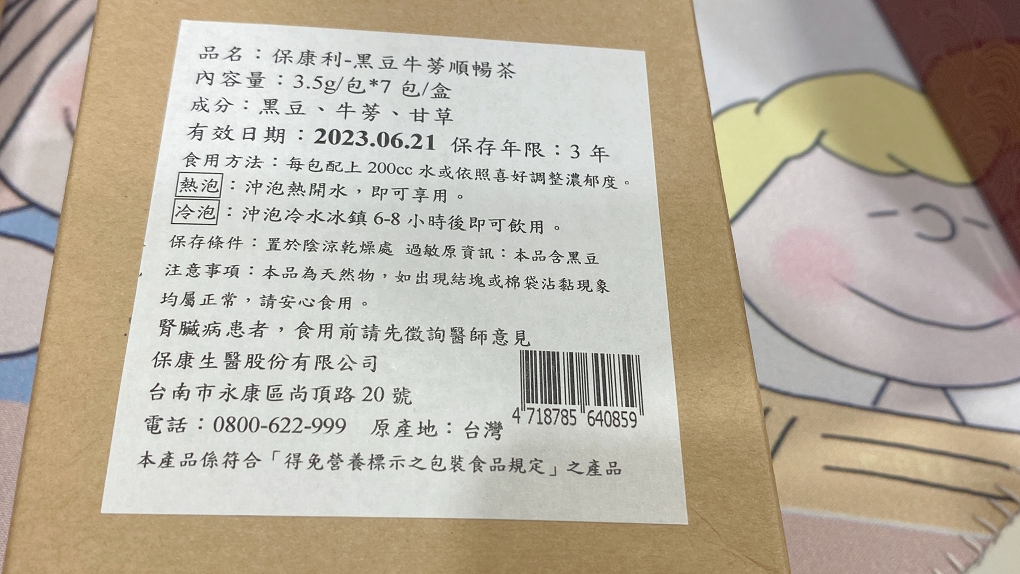 品名：保康利-黑豆牛蒡順暢茶
內容量：3.5g/包*7 包/盒
成分：黑豆、牛蒡、甘草
有效日期：2023.06.21 保存年限：3 年
食用方法：每包配上 200cc 水或依照喜好調整濃郁度。
熱泡：沖泡熱開水，即可享用。
冷泡：沖泡冷水冰鎮 6-8 小時後即可飲用。
保存條件：置於陰涼乾燥處 過敏原資訊：本品含黑豆
注意事項：本品為天然物，如出現結塊或棉袋沾黏現象
均屬正常，請安心食用。
腎臟病患者，食用前請先徵詢醫師意見
保康生醫股份有限公司
台南市永康區尚頂路 20 號
電話：0800-622-999 原產地：台灣
4 718785 640859
本產品係符合「得免營養標示之包裝食品規定」之產品